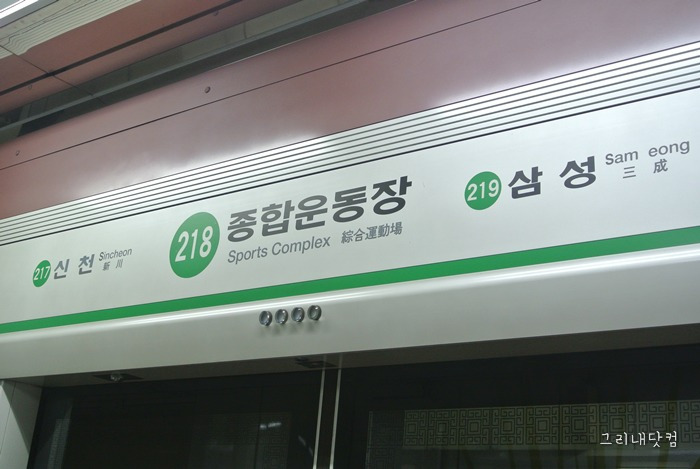 217 신천 Sincheon
新川
218 종합운동장
Sports Complex 綜合運動場
219 삼성 Sam eong
三成
그리내닷컴